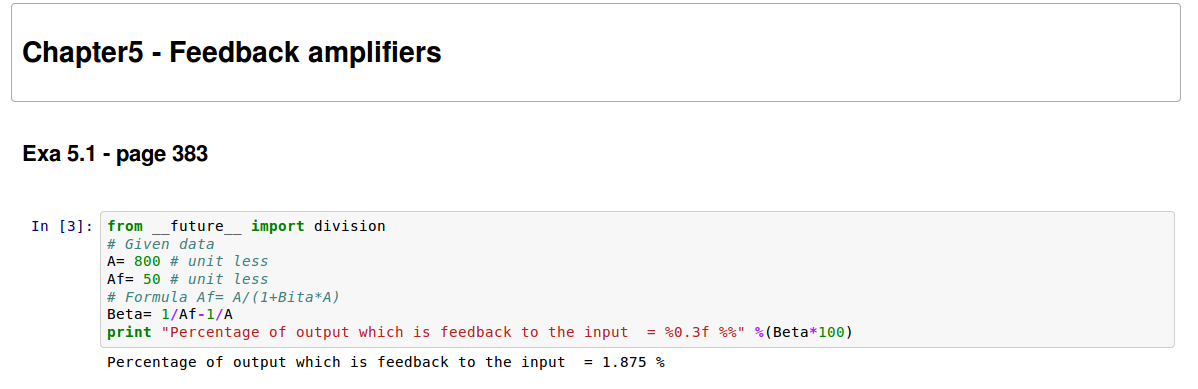 Chapter5 - Feedback amplifiers
Exa 5.1 - page 383
In [3]: from __future__ import division
# Given data
A= 800 # unit less
Af= 50 # unit less
# Formula Af= A/(1+Bita*A)
Beta= 1/Af-1/A
print "Percentage of output which is feedback to the input  = %0.3f %%" %(Beta*100)
Percentage of output which is feedback to the input  = 1.875 %